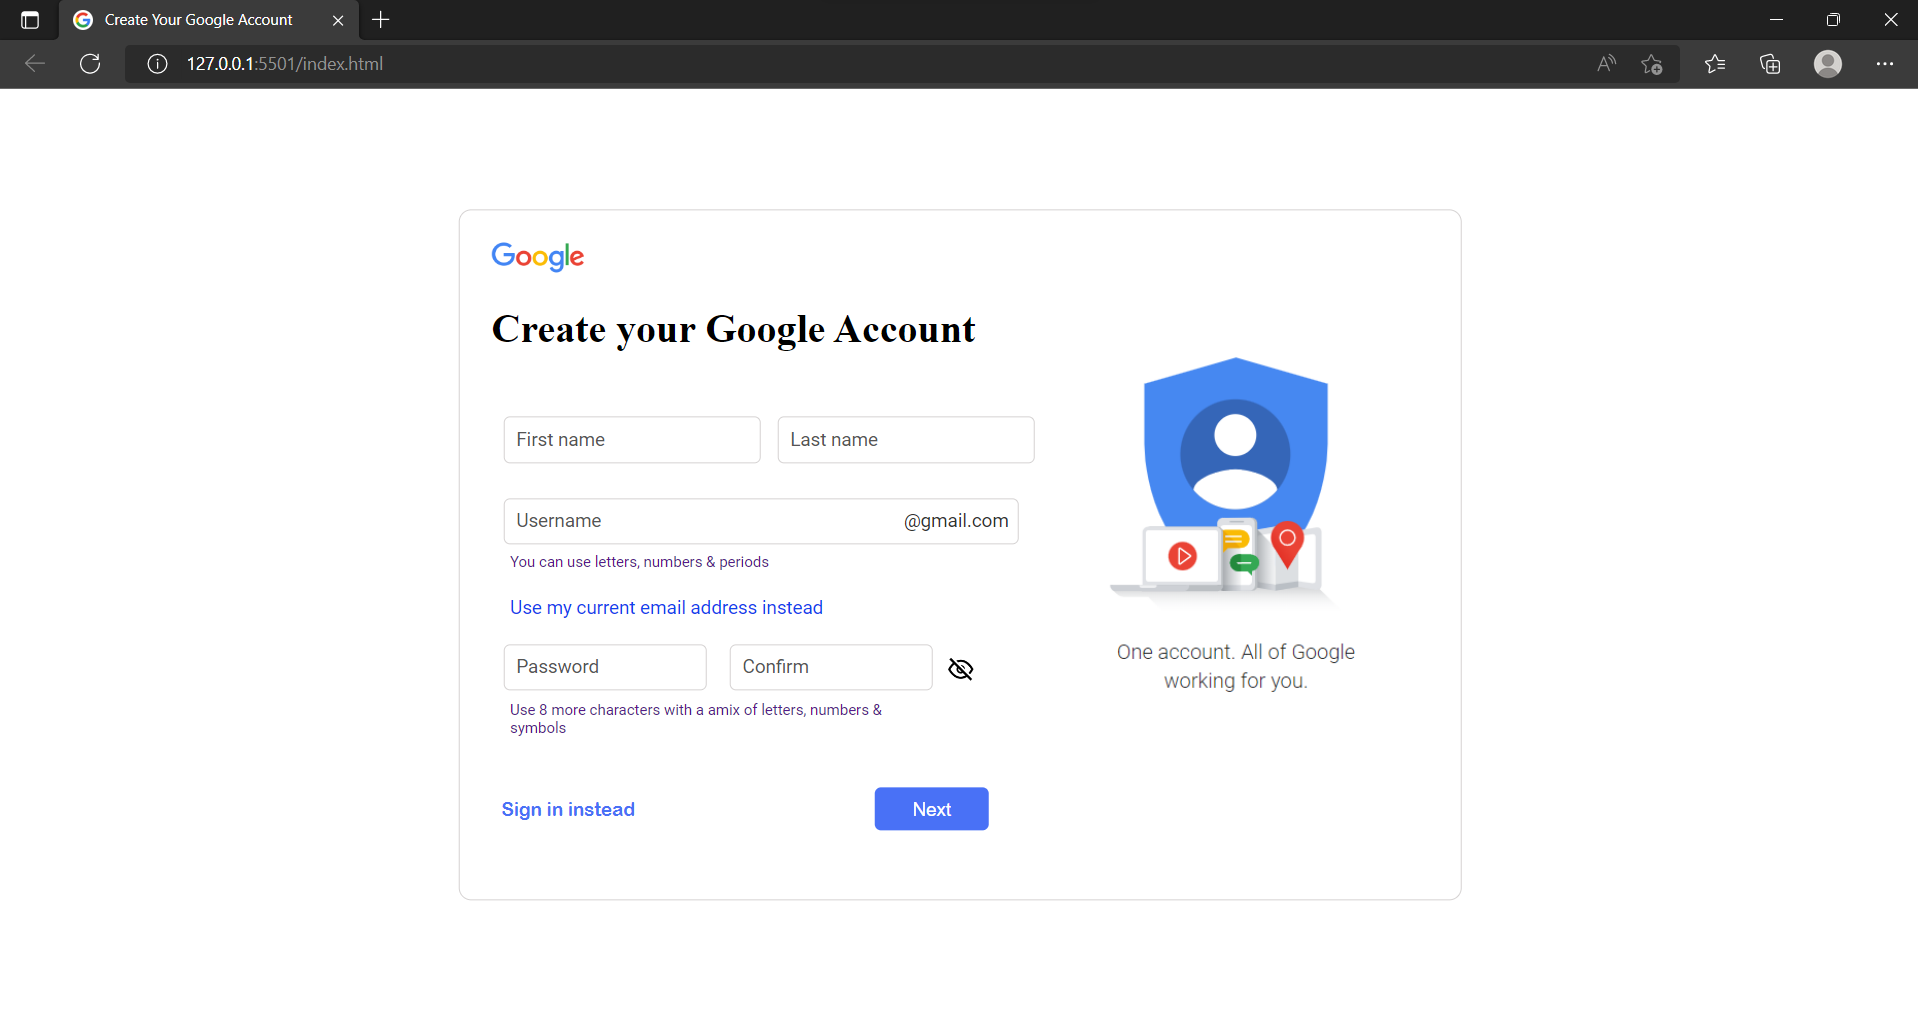 Create Your Google Account
127.0.0.1:5501/index.html
Google
Create your Google Account
First name
Last name
Username
@gmail.com
You can use letters, numbers & periods
Use my current email address instead
Password
Confirm
Use 8 more characters with a amix of letters, numbers &
symbols
Sign in instead
Next
One account. All of Google
working for you.